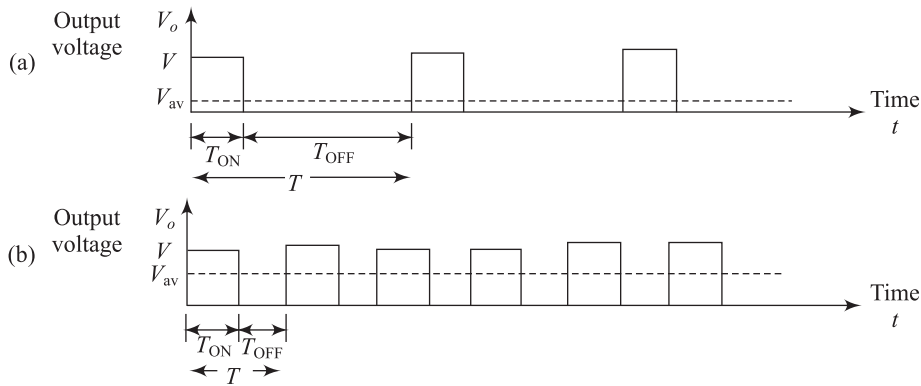 Output voltage
V_o
(a)
V
V_av
Time t
T_ON
T_OFF
T
Output voltage
V_o
(b)
V
V_av
Time t
T_ON
T_OFF
T